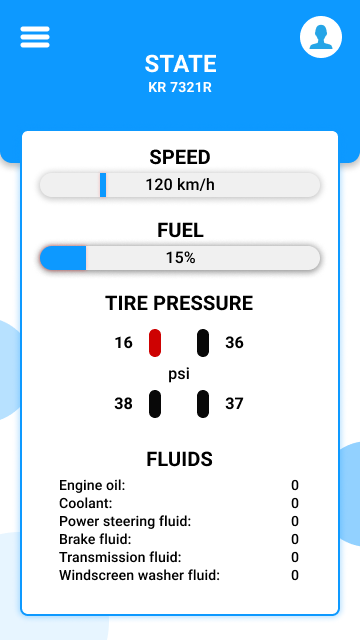 STATE
KR 7321R
SPEED
120 km/h
FUEL
15%
TIRE PRESSURE
16 36
psi
38 37
FLUIDS
Engine oil: 0
Coolant: 0
Power steering fluid: 0
Brake fluid: 0
Transmission fluid: 0
Windscreen washer fluid: 0